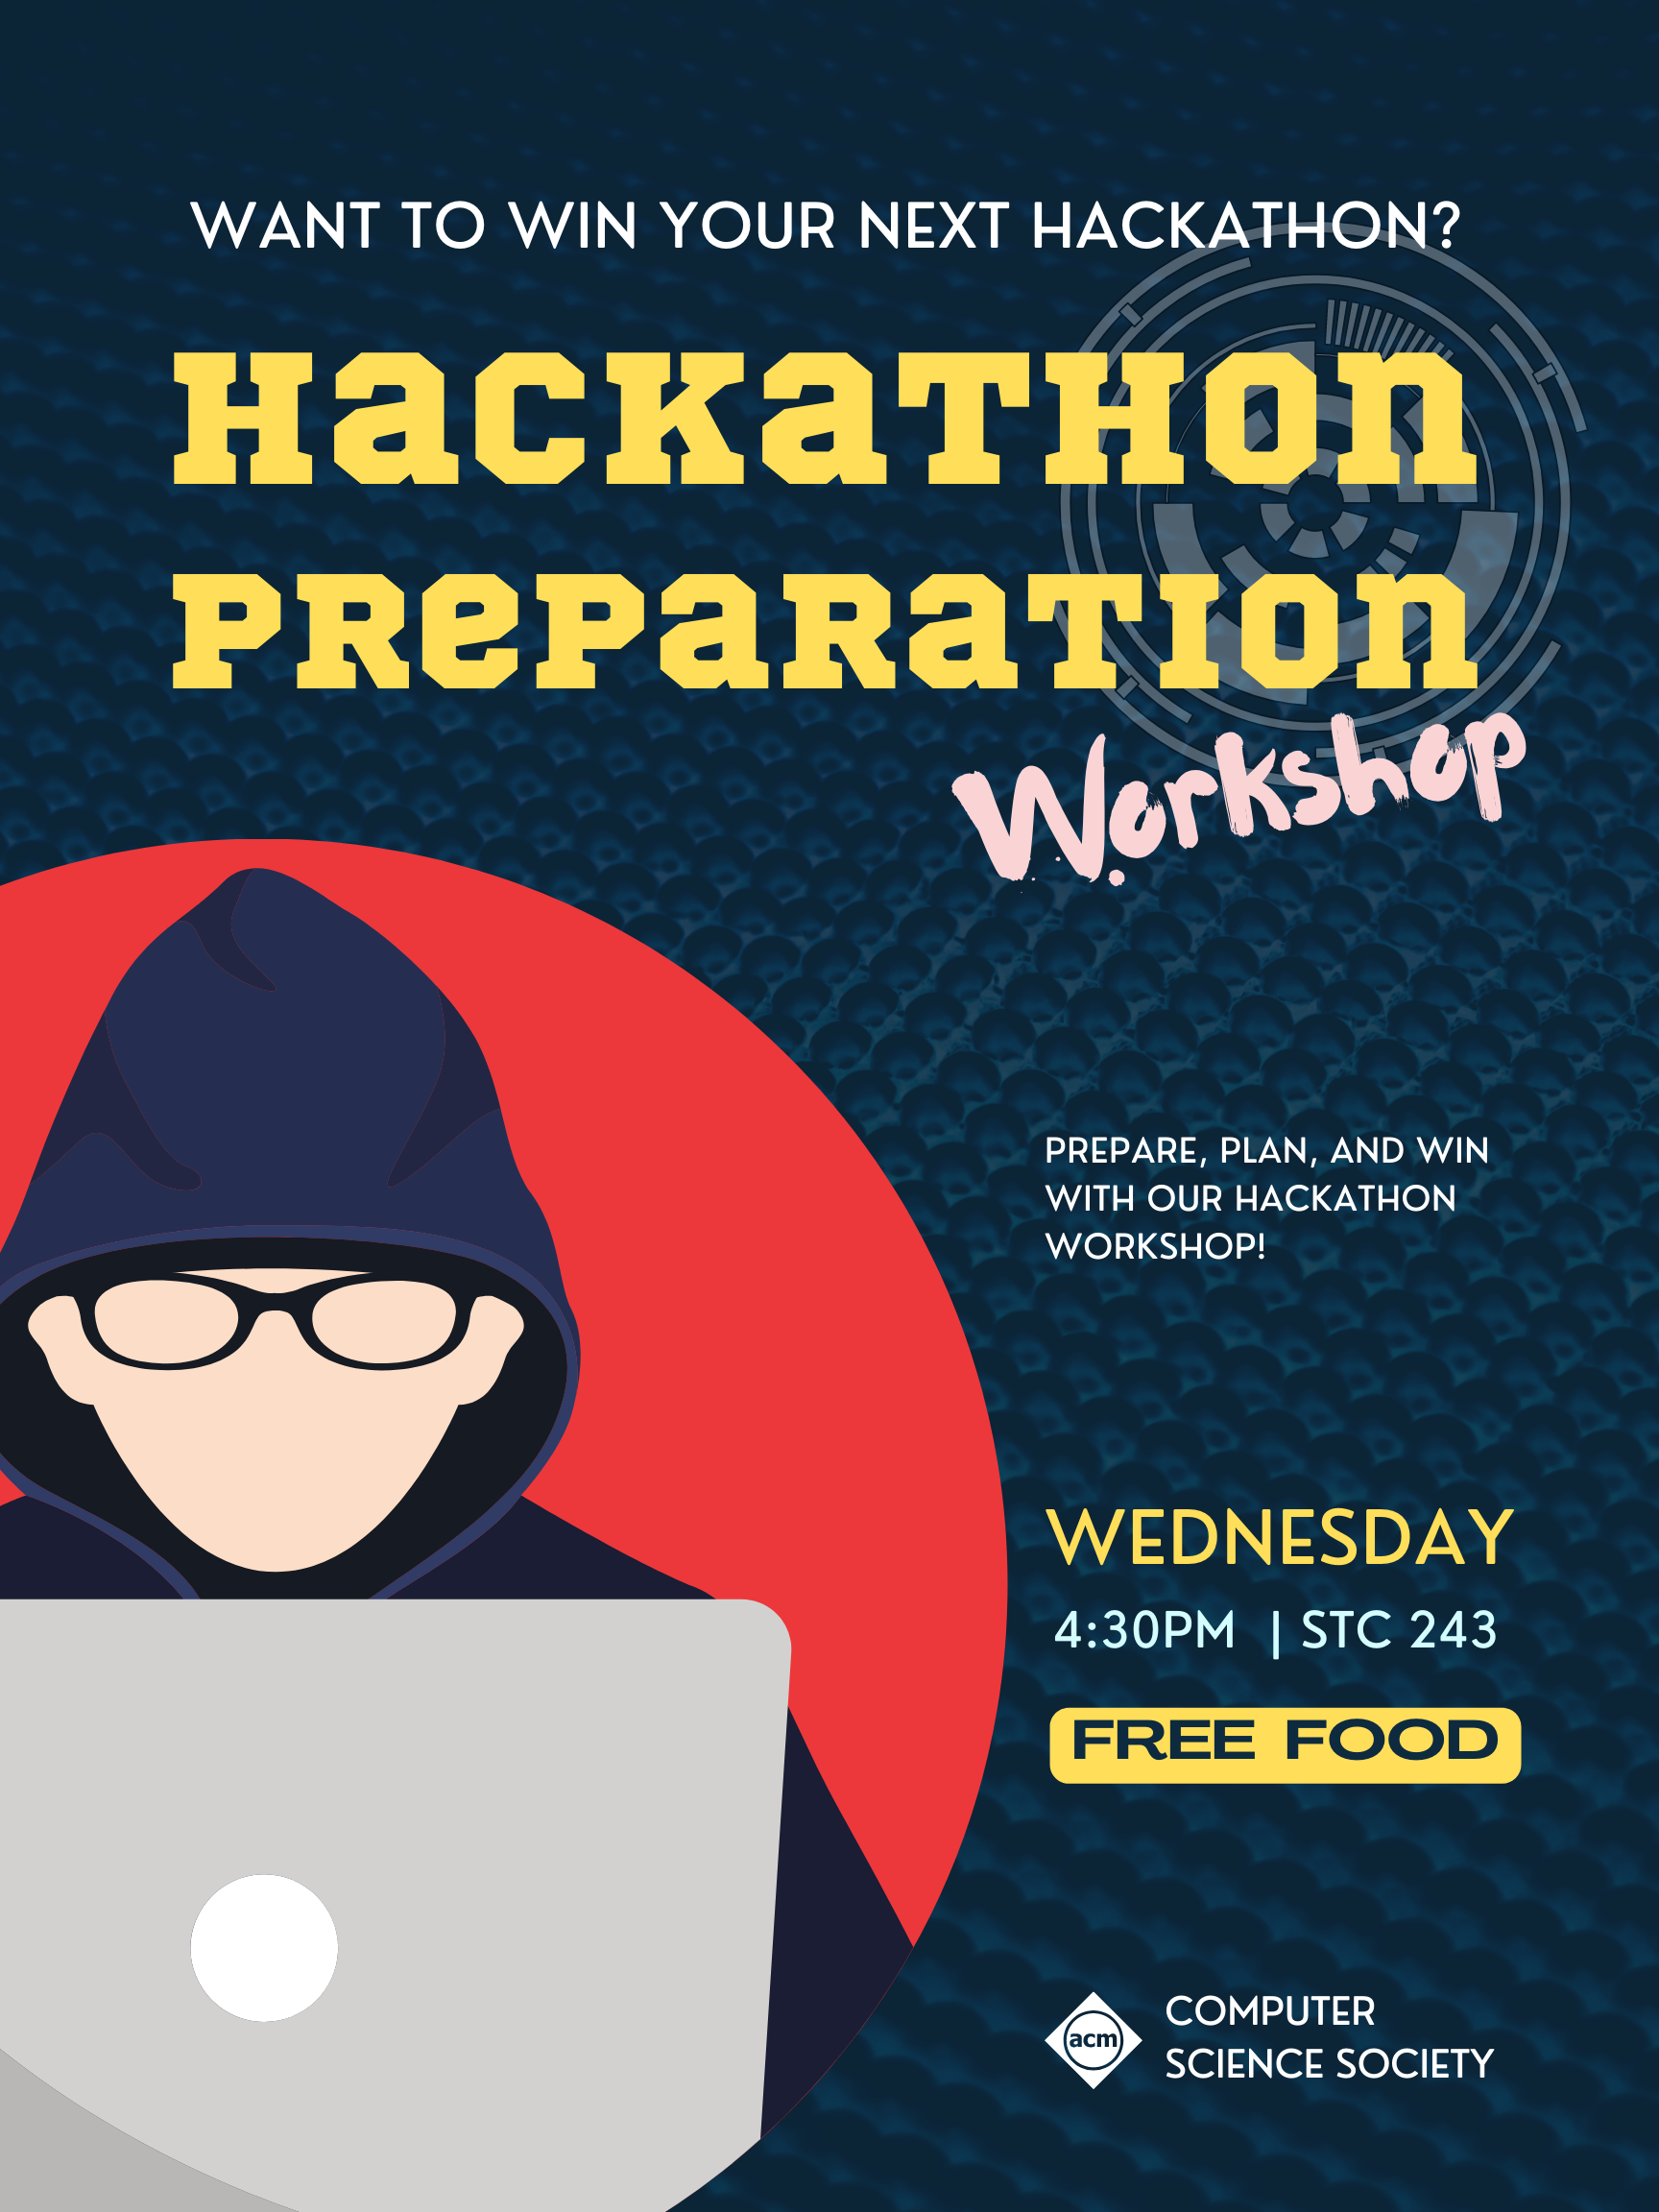 WANT TO WIN YOUR NEXT HACKATHON?
HaCKaTHon
PRePaRaTIon
Workshop
PREPARE, PLAN, AND WIN
WITH OUR HACKATHON
WORKSHOP!
WEDNESDAY
4:30PM | STC 243
FREE FOOD
acm
COMPUTER
SCIENCE SOCIETY